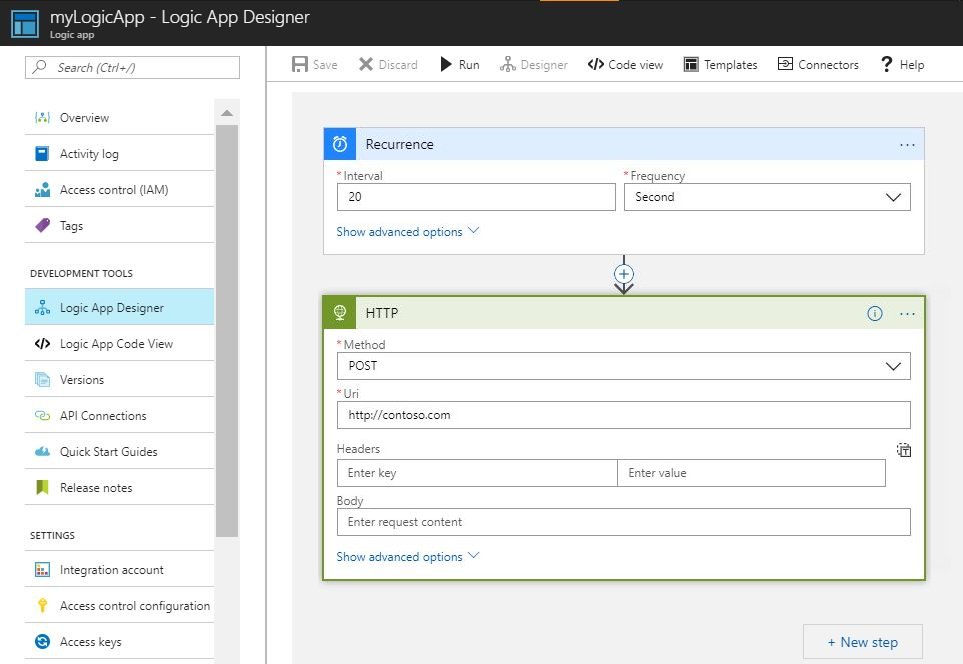 myLogicApp - Logic App Designer
Logic app
Search (Ctrl+/)
Overview
Activity log
Access control (IAM)
Tags
DEVELOPMENT TOOLS
Logic App Designer
Logic App Code View
Versions
API Connections
Quick Start Guides
Release notes
SETTINGS
Integration account
Access control configuration
Access keys
Save Discard Run Designer </> Code view Templates Connectors ? Help
Recurrence ...
* Interval * Frequency
20 Second
Show advanced options
HTTP ...
* Method
POST
* Uri
http://contoso.com
Headers
Enter key Enter value
Body
Enter request content
Show advanced options
+ New step